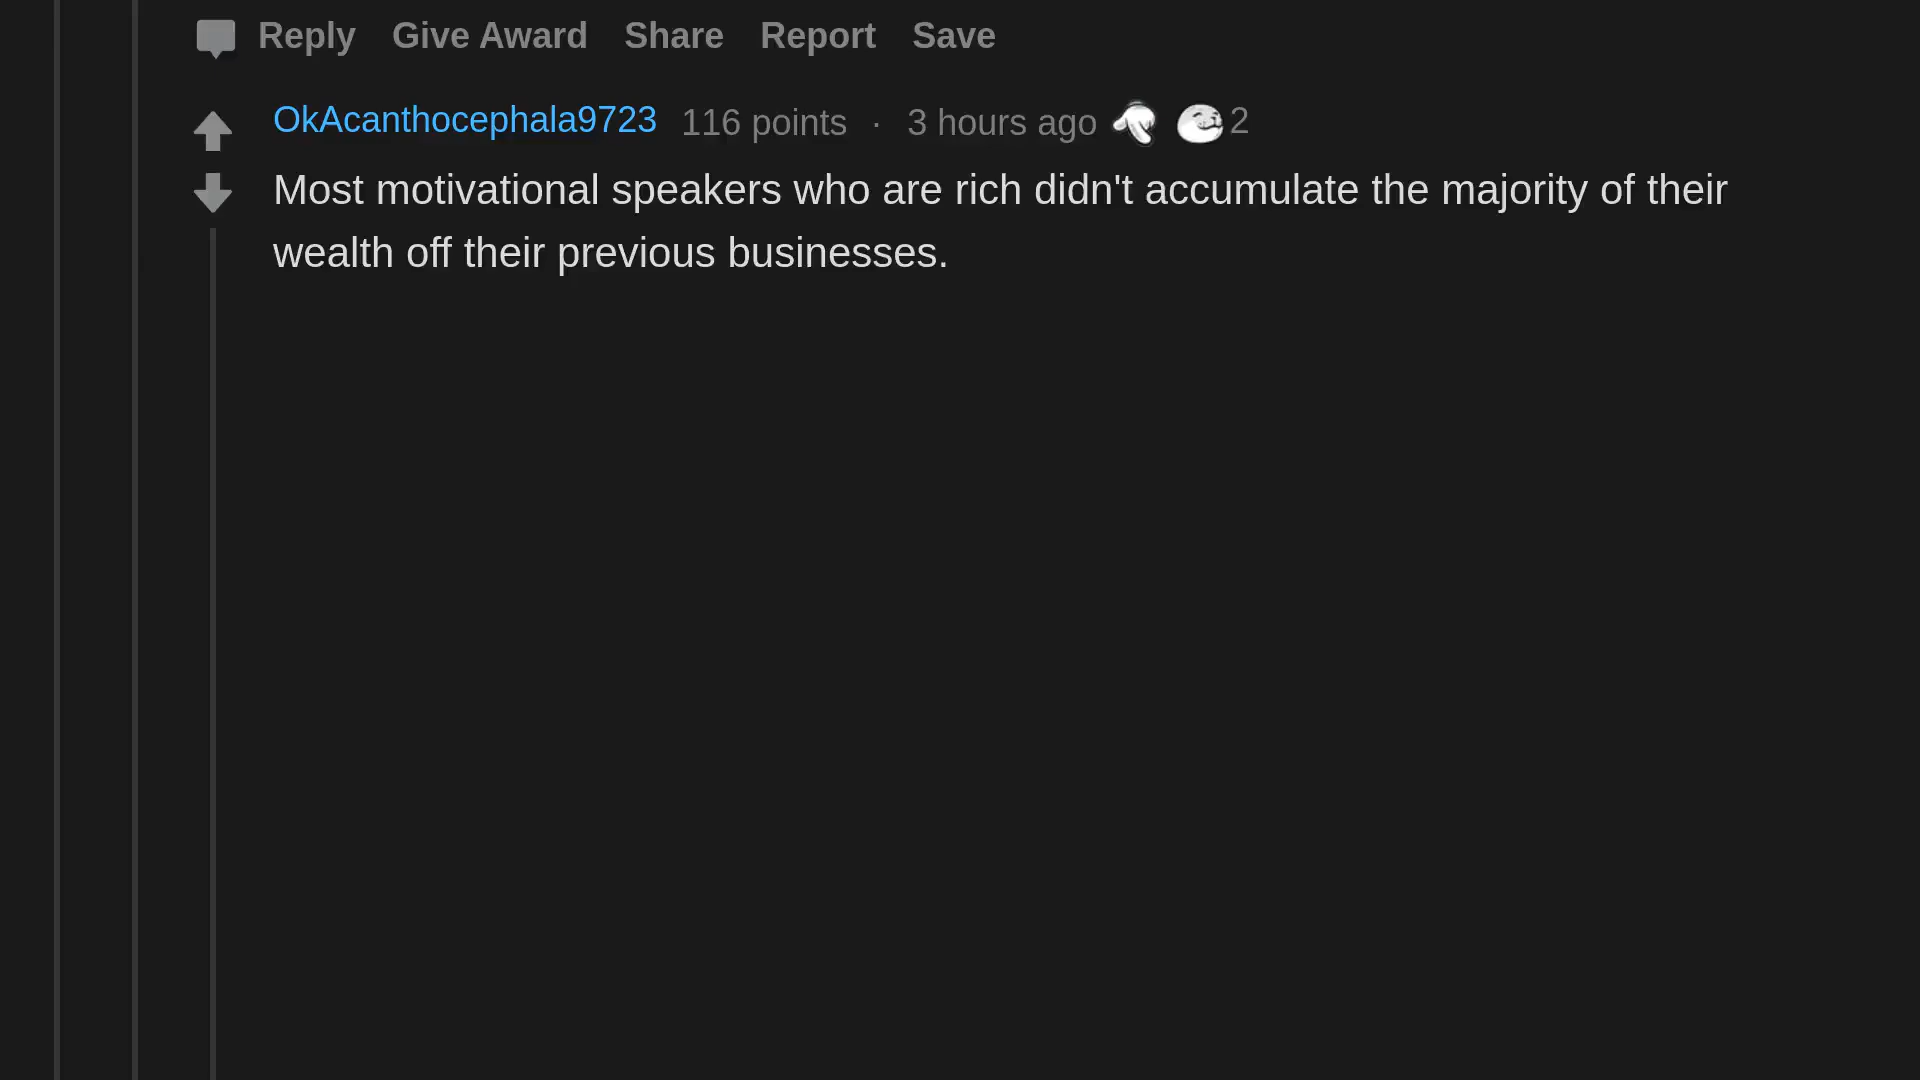 Reply Give Award Share Report Save
OkAcanthocephala9723 116 points · 3 hours ago 2
Most motivational speakers who are rich didn't accumulate the majority of their
wealth off their previous businesses.